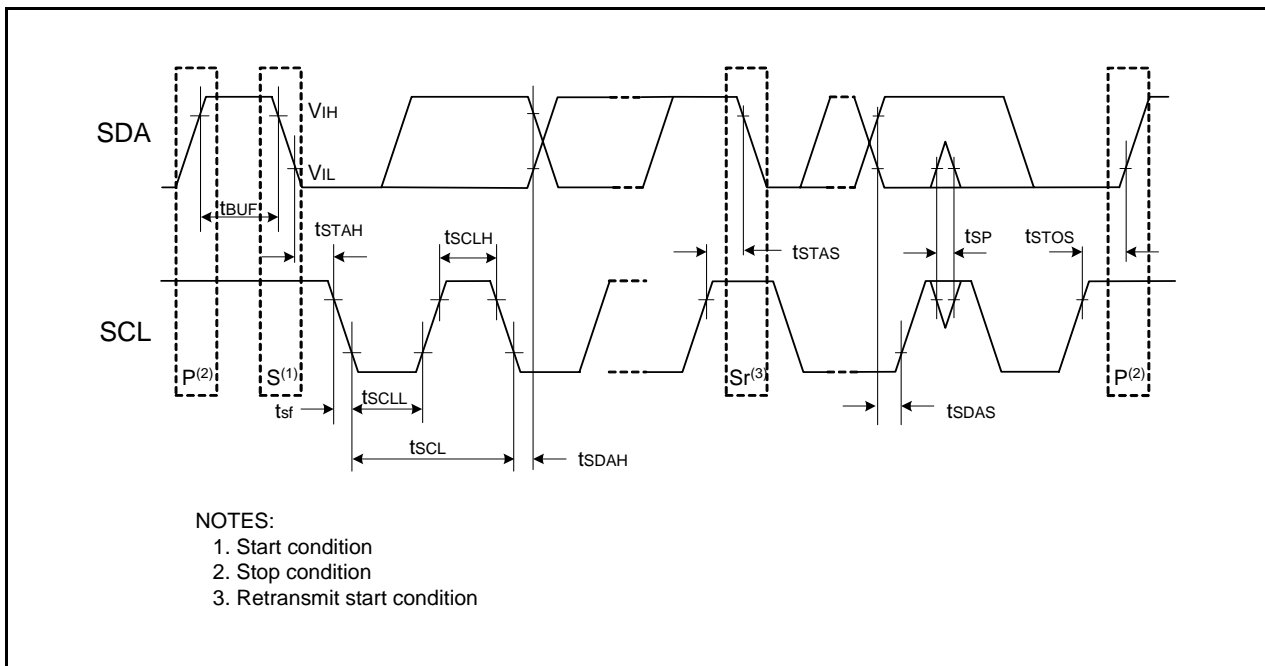 SDA
VIH
VIL
tBUF
tSTAH
tSCLH
tSTAS
tSP
tSTOS
SCL
P(2)
S(1)
Sr(3)
P(2)
tsf
tSCLL
tSDAS
tSCL
tSDAH
NOTES:
1. Start condition
2. Stop condition
3. Retransmit start condition